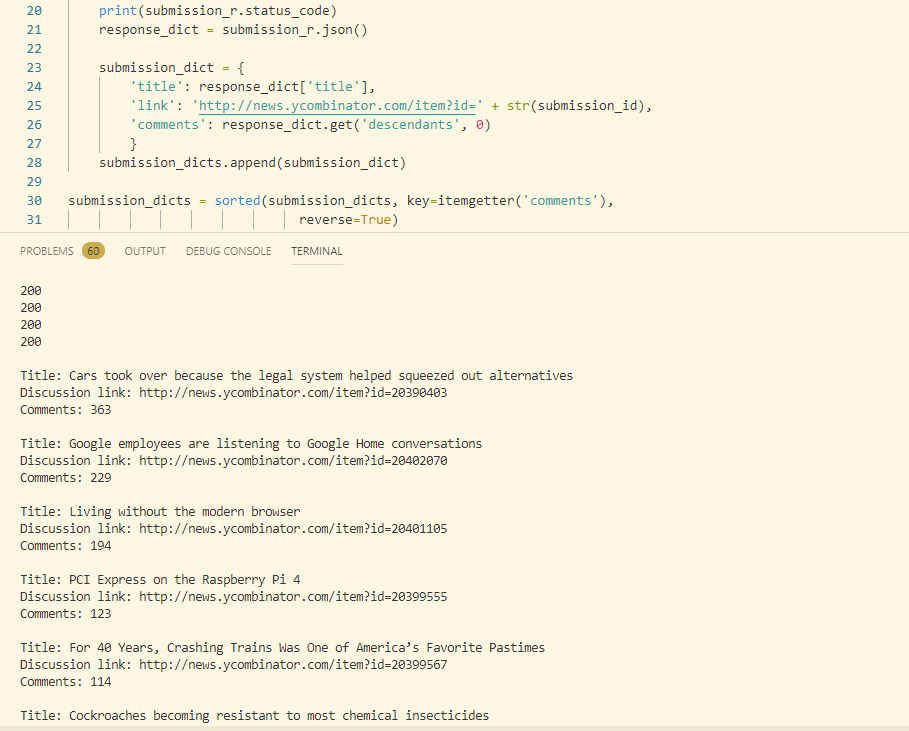 20 print(submission_r.status_code)
21 response_dict = submission_r.json()
22
23 submission_dict = {
24 'title': response_dict['title'],
25 'link': 'http://news.ycombinator.com/item?id=' + str(submission_id),
26 'comments': response_dict.get('descendants', 0)
27 }
28 submission_dicts.append(submission_dict)
29
30 submission_dicts = sorted(submission_dicts, key=itemgetter('comments'),
31 reverse=True)
PROBLEMS 60 OUTPUT DEBUG CONSOLE TERMINAL
200
200
200
200
Title: Cars took over because the legal system helped squeezed out alternatives
Discussion link: http://news.ycombinator.com/item?id=20390403
Comments: 363
Title: Google employees are listening to Google Home conversations
Discussion link: http://news.ycombinator.com/item?id=20402070
Comments: 229
Title: Living without the modern browser
Discussion link: http://news.ycombinator.com/item?id=20401105
Comments: 194
Title: PCI Express on the Raspberry Pi 4
Discussion link: http://news.ycombinator.com/item?id=20399555
Comments: 123
Title: For 40 Years, Crashing Trains Was One of America’s Favorite Pastimes
Discussion link: http://news.ycombinator.com/item?id=20399567
Comments: 114
Title: Cockroaches becoming resistant to most chemical insecticides